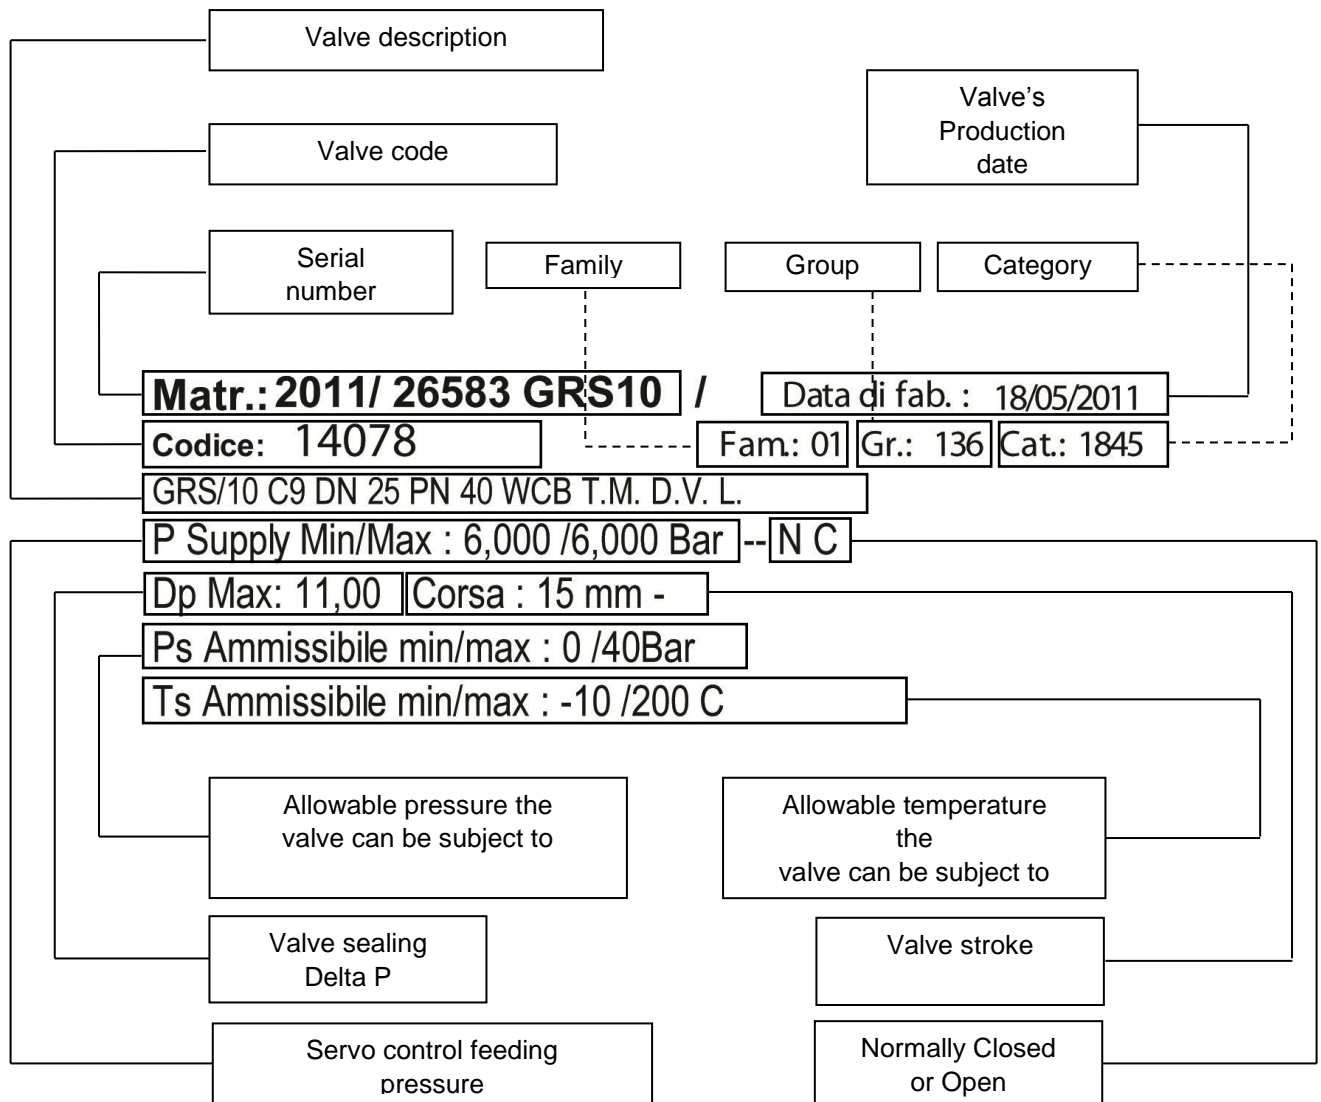 Valve description
Valve's
Production
date
Valve code
Serial
number
Family
Group
Category
Matr.: 2011/ 26583 GRS10 /
Data di fab. : 18/05/2011
Codice: 14078
Fam.: 01
Gr.: 136
Cat.: 1845
GRS/10 C9 DN 25 PN 40 WCB T.M. D.V. L.
P Supply Min/Max : 6,000 /6,000 Bar -- N C
Dp Max: 11,00
Corsa : 15 mm -
Ps Ammissibile min/max : 0 /40Bar
Ts Ammissibile min/max : -10 /200 C
Allowable pressure the
valve can be subject to
Allowable temperature
the
valve can be subject to
Valve sealing
Delta P
Valve stroke
Servo control feeding
pressure
Normally Closed
or Open